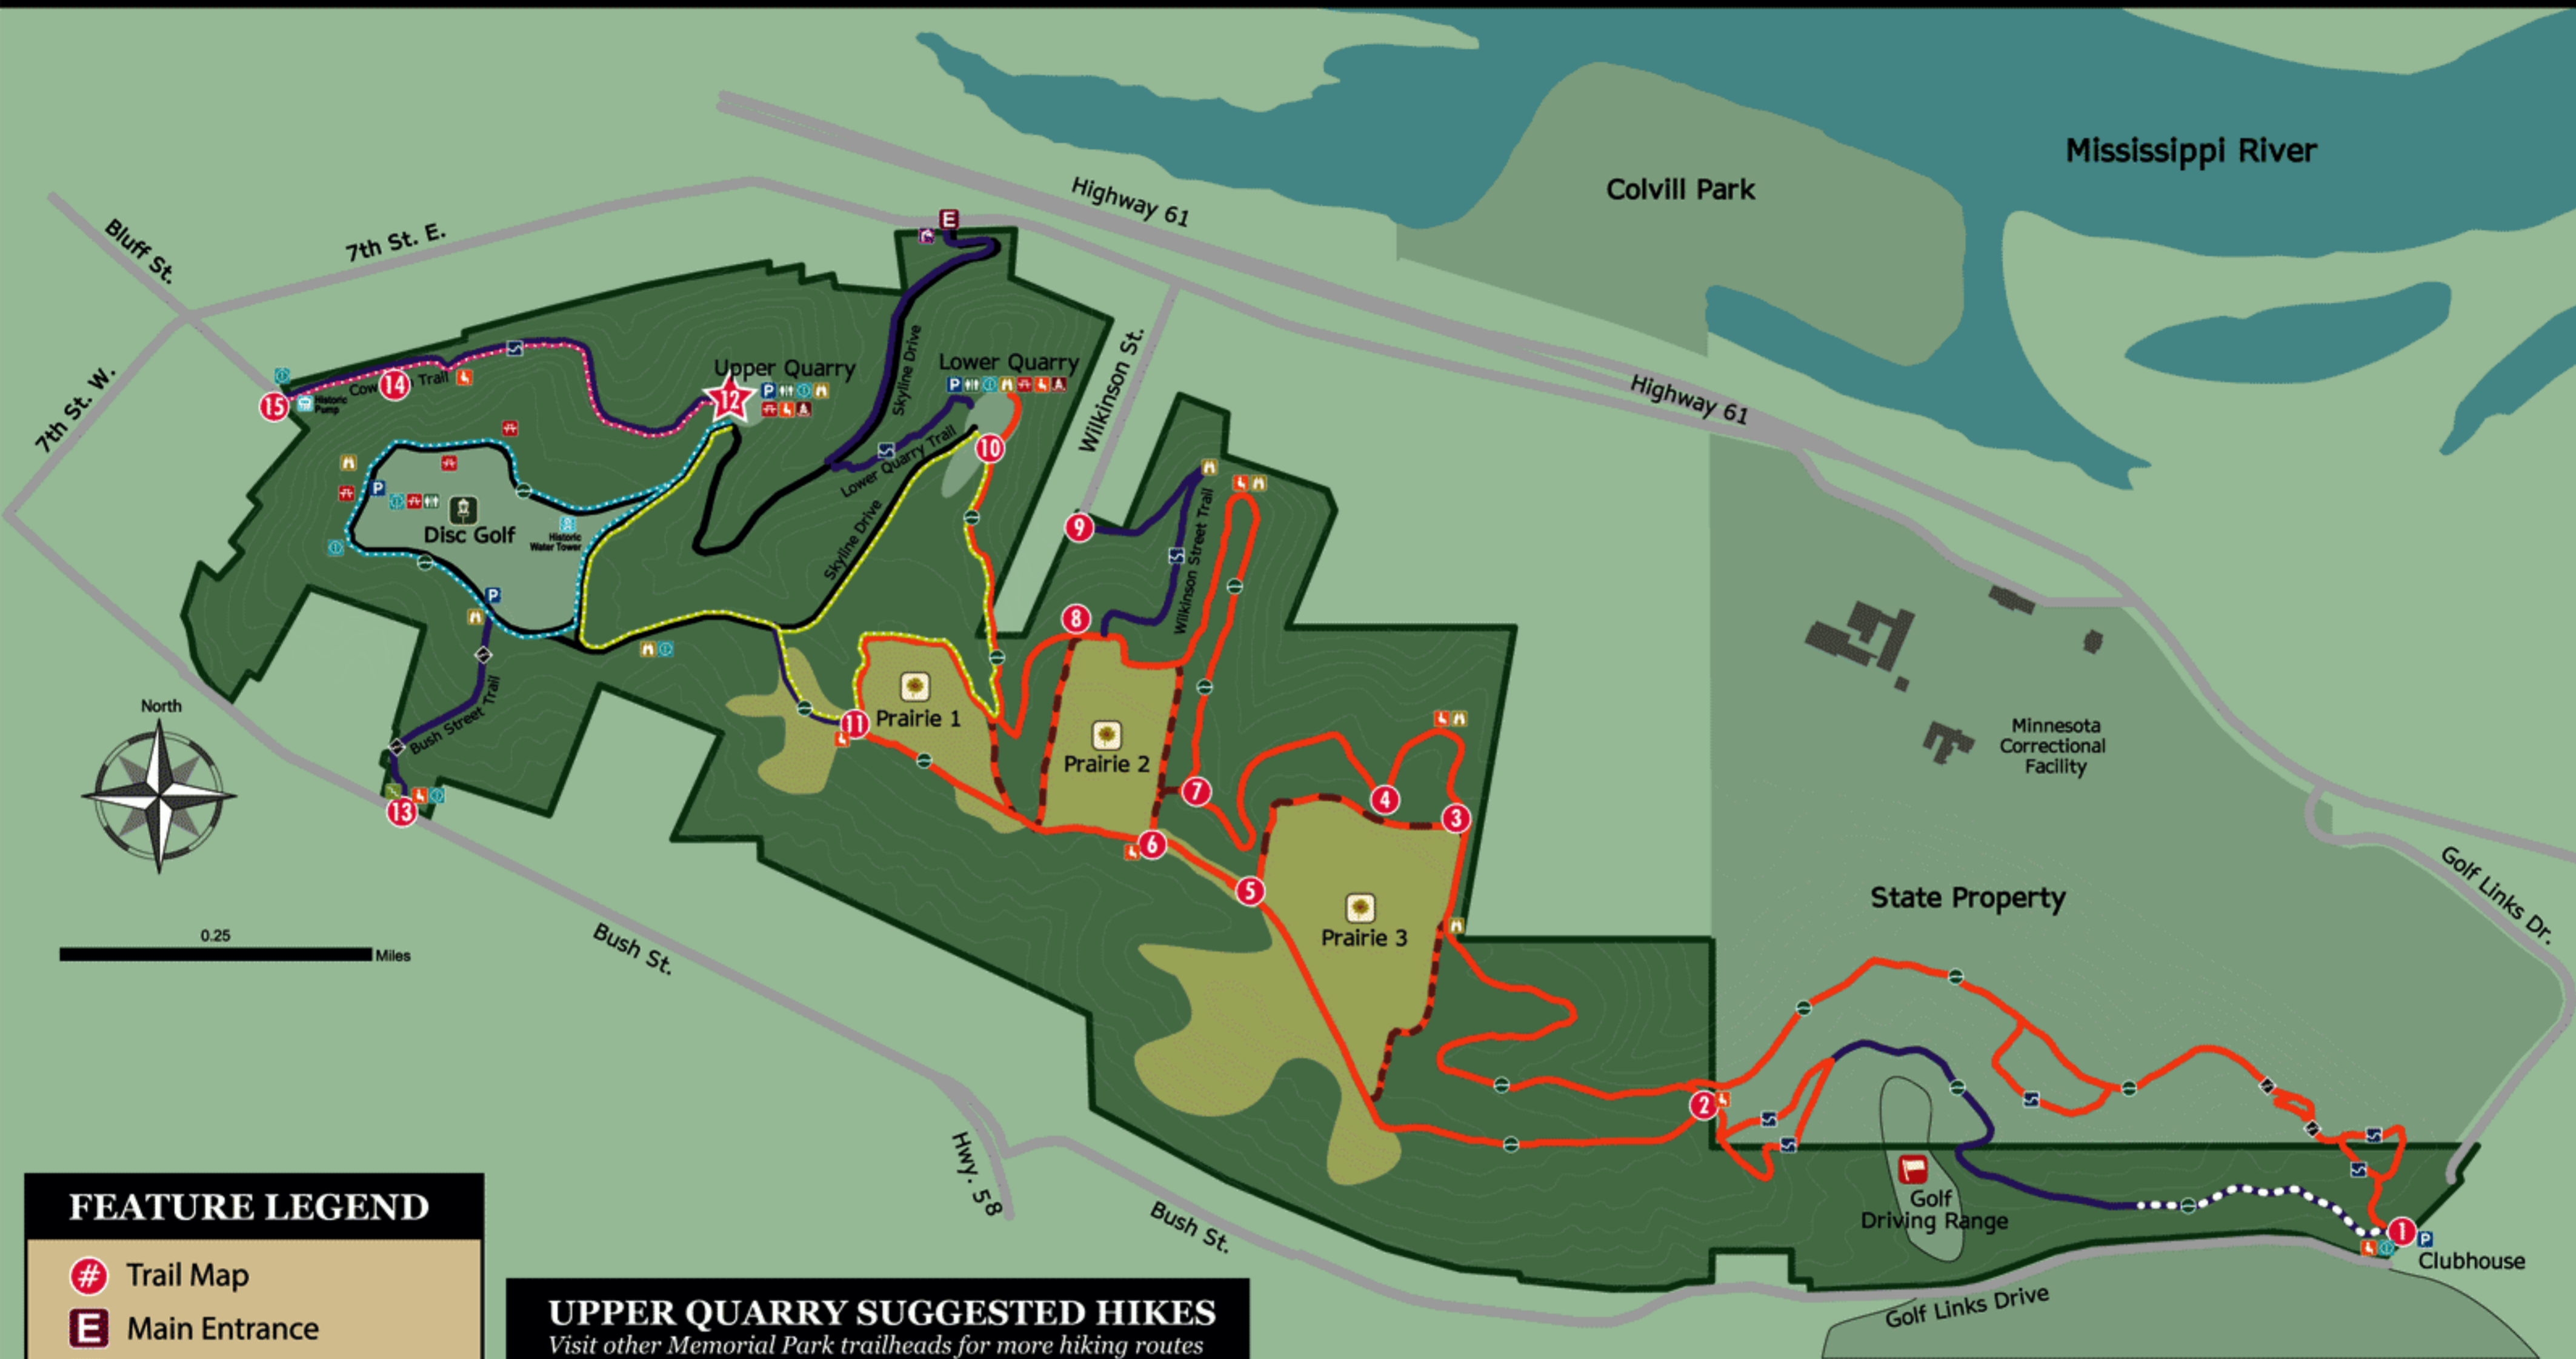 Mississippi River
Colvill Park
Highway 61
Highway 61
7th St. E.
Bluff St.
7th St. W.
E
Skyline Drive
Upper Quarry
Lower Quarry
P
P
12
Wilkinson St.
Cow
14
Trail
15
Historic
Pump
10
Lower Quarry Trail
Skyline Drive
P
Disc Golf
Historic
Water Tower
P
9
Wilkinson Street Trail
8
Bush Street Trail
13
North
0.25
Miles
11
Prairie 1
Prairie 2
7
6
5
4
3
Prairie 3
Minnesota
Correctional
Facility
State Property
Golf Links Dr.
Bush St.
Hwy. 58
Bush St.
2
Golf
Driving Range
1
P
Clubhouse
Golf Links Drive
FEATURE LEGEND
# Trail Map
E Main Entrance
UPPER QUARRY SUGGESTED HIKES
Visit other Memorial Park trailheads for more hiking routes